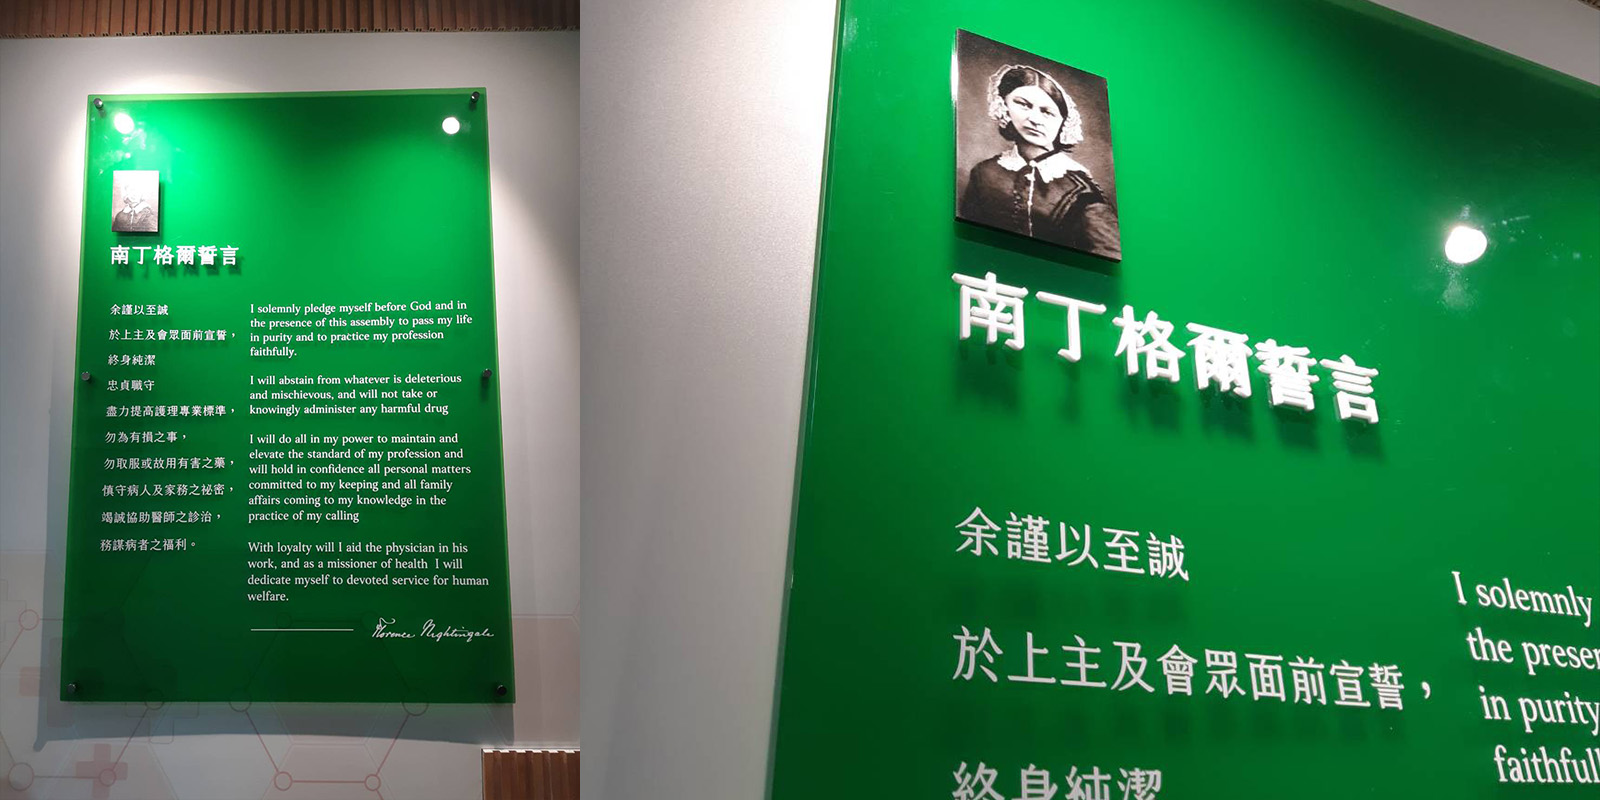 南丁格爾誓言
余謹以至誠
於上主及會眾面前宣誓，
終身純潔
忠貞職守
盡力提高護理專業標準，
勿為有損之事，
勿取服或故用有害之藥，
慎守病人及家務之祕密，
竭誠協助醫師之診治，
務謀病者之福利。
I solemnly pledge myself before God and in
the presence of this assembly to pass my life
in purity and to practice my profession
faithfully.
I will abstain from whatever is deleterious
and mischievous, and will not take or
knowingly administer any harmful drug
I will do all in my power to maintain and
elevate the standard of my profession and
will hold in confidence all personal matters
committed to my keeping and all family
affairs coming to my knowledge in the
practice of my calling
With loyalty will I aid the physician in his
work, and as a missioner of health I will
dedicate myself to devoted service for human
welfare.
Florence Nightingale
南丁格爾誓言
余謹以至誠
於上主及會眾面前宣誓，
終身純潔
I solemnly
the presen
in purity
faithful